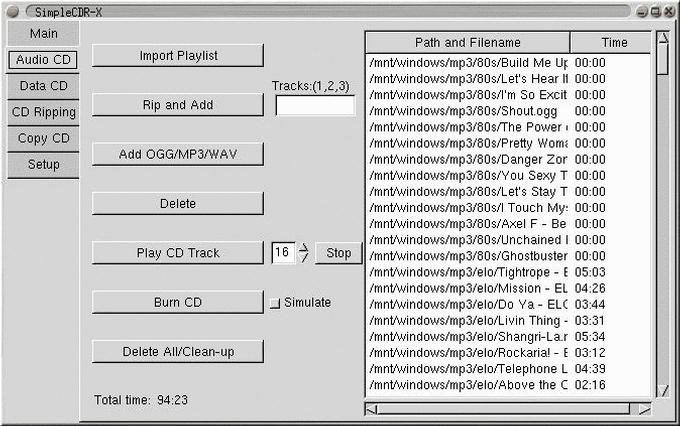 SimpleCDR-X
Main
Audio CD
Data CD
CD Ripping
Copy CD
Setup
Import Playlist
Rip and Add
Tracks:(1,2,3)
Add OGG/MP3/WAV
Delete
Play CD Track
16
Stop
Burn CD
Simulate
Delete All/Clean-up
Total time: 94:23
Path and Filename Time
/mnt/windows/mp3/80s/Build Me Up 00:00
/mnt/windows/mp3/80s/Let's Hear It 00:00
/mnt/windows/mp3/80s/I'm So Excit 00:00
/mnt/windows/mp3/80s/Shout.ogg 00:00
/mnt/windows/mp3/80s/The Power 00:00
/mnt/windows/mp3/80s/Pretty Woma 00:00
/mnt/windows/mp3/80s/Danger Zon 00:00
/mnt/windows/mp3/80s/You Sexy T 00:00
/mnt/windows/mp3/80s/Let's Stay T 00:00
/mnt/windows/mp3/80s/I Touch Mys 00:00
/mnt/windows/mp3/80s/Axel F - Be 00:00
/mnt/windows/mp3/80s/Unchained 00:00
/mnt/windows/mp3/80s/Ghostbuster 00:00
/mnt/windows/mp3/elo/Tightrope - E 05:03
/mnt/windows/mp3/elo/Mission - EL 04:26
/mnt/windows/mp3/elo/Do Ya - ELO 03:44
/mnt/windows/mp3/elo/Livin Thing - 03:31
/mnt/windows/mp3/elo/Shangri-La.m 05:34
/mnt/windows/mp3/elo/Rockaria! - E 03:12
/mnt/windows/mp3/elo/Telephone L 04:39
/mnt/windows/mp3/elo/Above the C 02:16